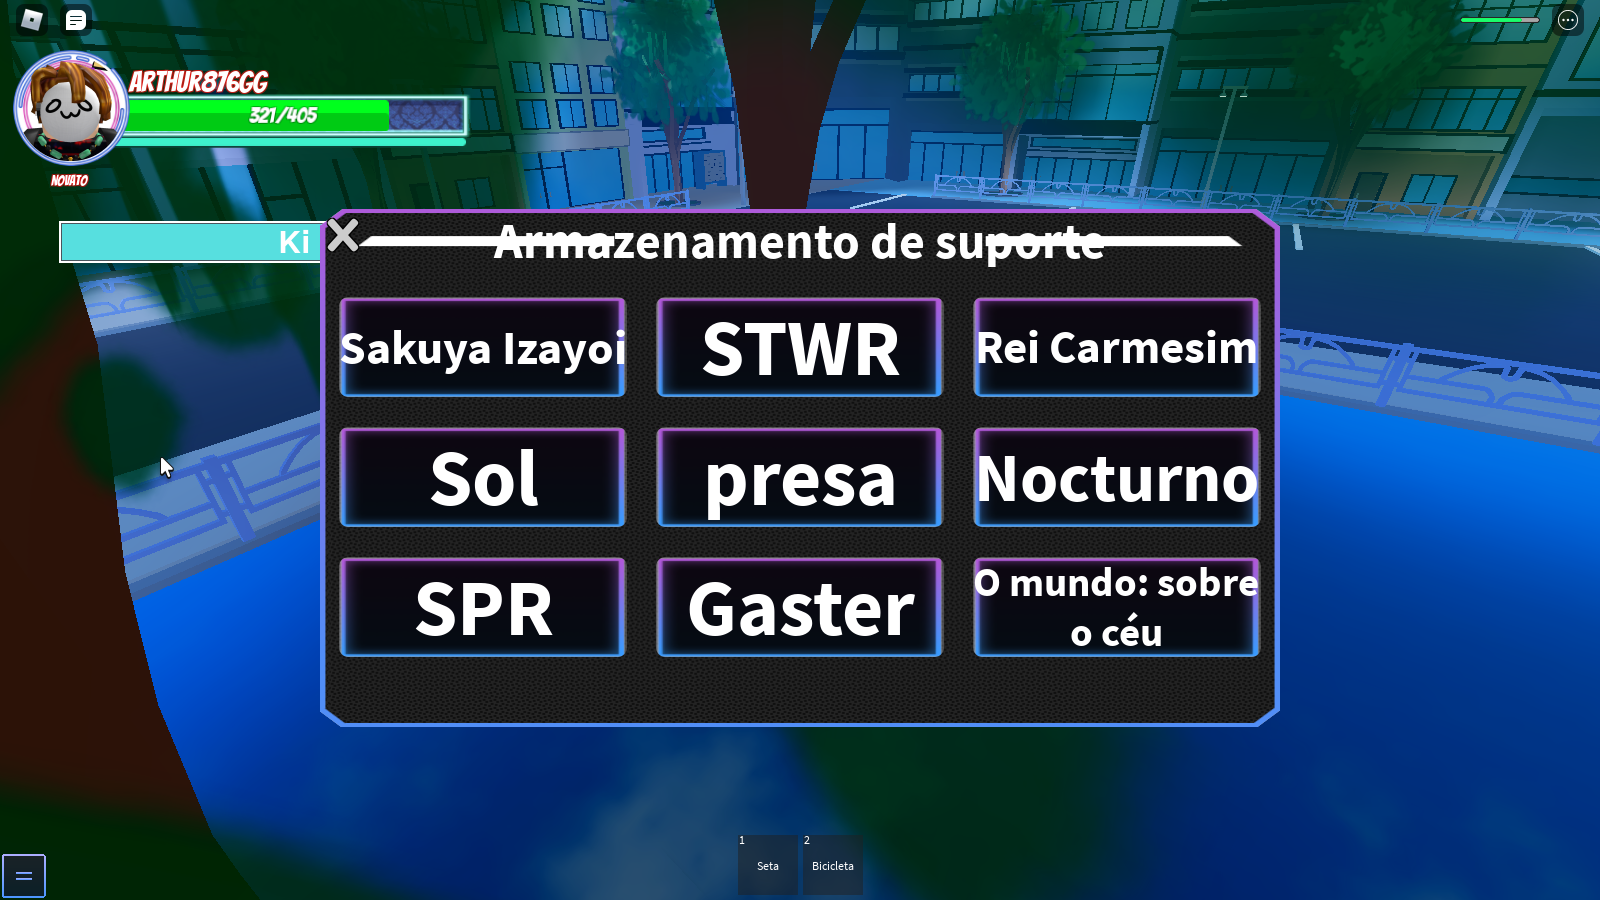 ARTHUR876GG
321/405
NOVATO
Ki
Armazenamento de suporte
Sakuya Izayoi
STWR
Rei Carmesim
Sol
presa
Nocturno
SPR
Gaster
O mundo: sobre
o céu
1
Seta
2
Bicicleta